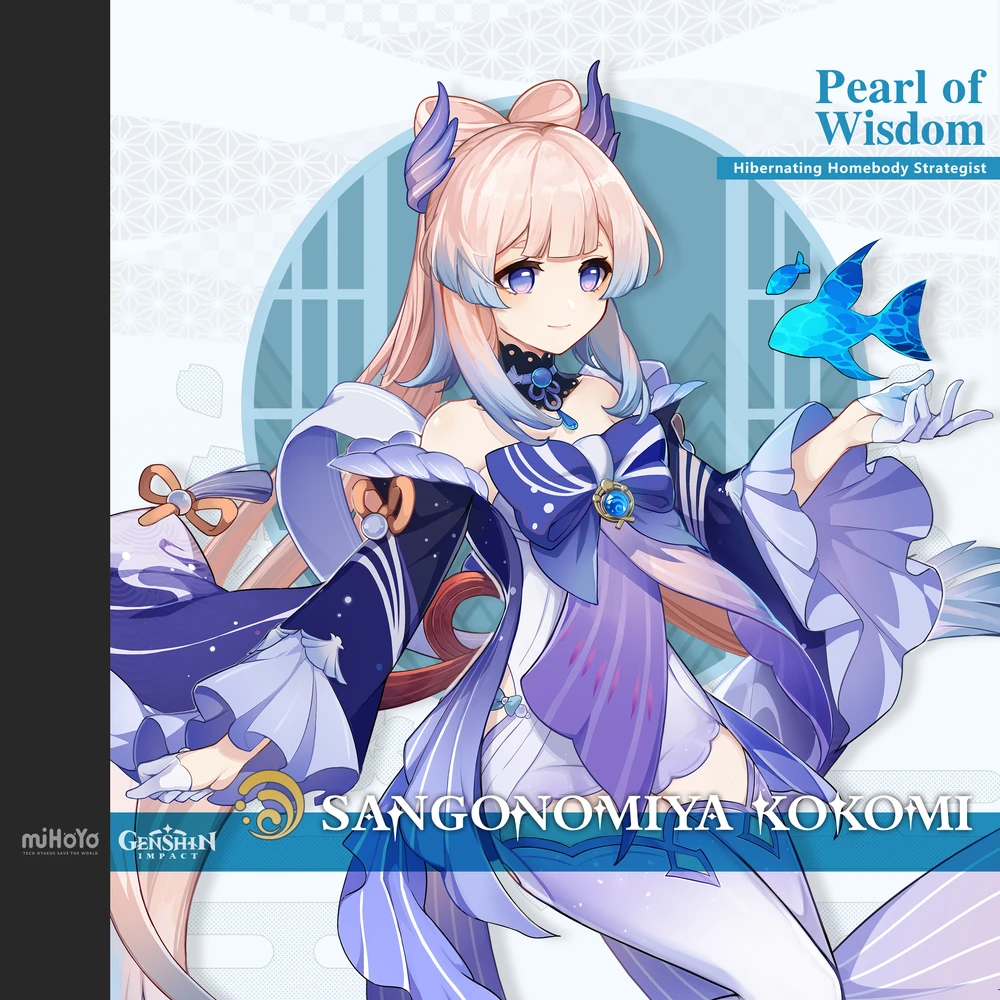 Pearl of
Wisdom
Hibernating Homebody Strategist
SANGONOMIYA KOKOMI
miHoYo
TECH OTAKUS SAVE THE WORLD
GENSHIN
IMPACT